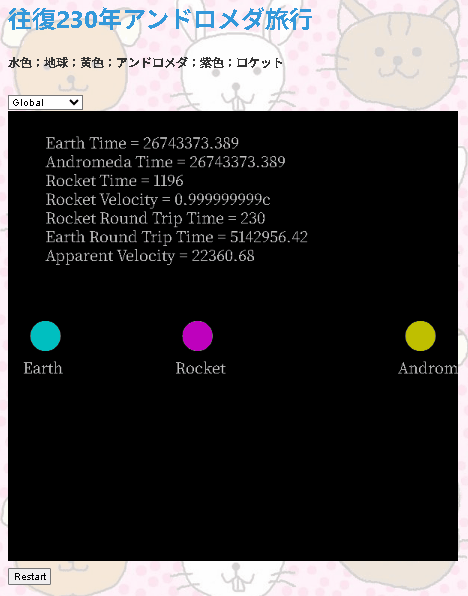 往復230年アンドロメダ旅行
水色；地球；黄色；アンドロメダ；紫色；ロケット
Global
Earth Time = 26743373.389
Andromeda Time = 26743373.389
Rocket Time = 1196
Rocket Velocity = 0.999999999c
Rocket Round Trip Time = 230
Earth Round Trip Time = 5142956.42
Apparent Velocity = 22360.68
Earth Rocket Androm
Restart